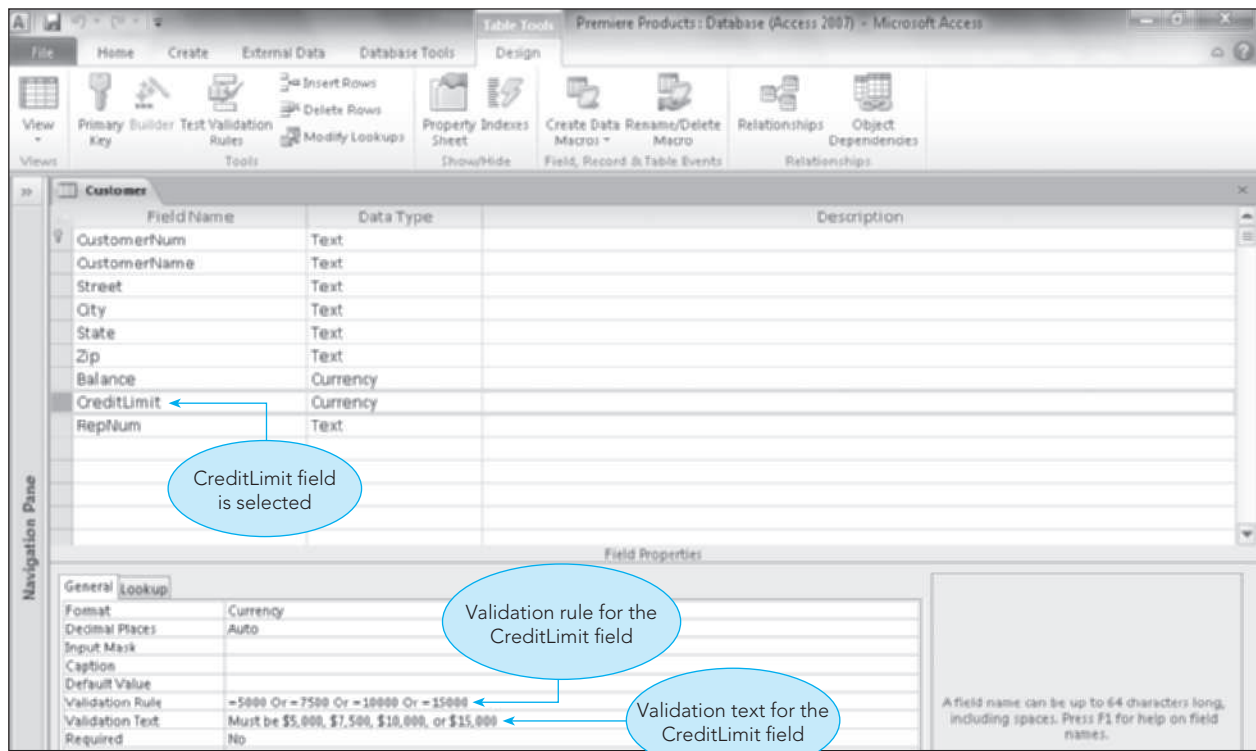 A
Table Tools
Premiere Products : Database (Access 2007) - Microsoft Access
File Home Create External Data Database Tools Design
View
Primary Key
Builder
Test Validation Rules
Insert Rows
Delete Rows
Modify Lookups
Property Sheet
Indexes
Create Data Macros
Rename/Delete Macro
Relationships
Object Dependencies
Views
Tools
Show/Hide
Field, Record & Table Events
Relationships
Customer
Field Name Data Type Description
CustomerNum Text
CustomerName Text
Street Text
City Text
State Text
Zip Text
Balance Currency
CreditLimit Currency
RepNum Text
CreditLimit field
is selected
Navigation Pane
Field Properties
General Lookup
Format Currency
Decimal Places Auto
Input Mask
Caption
Default Value
Validation Rule =5000 Or =7500 Or =10000 Or =15000
Validation Text Must be $5,000, $7,500, $10,000, or $15,000
Required No
Validation rule for the
CreditLimit field
Validation text for the
CreditLimit field
A field name can be up to 64 characters long,
including spaces. Press F1 for help on field
names.